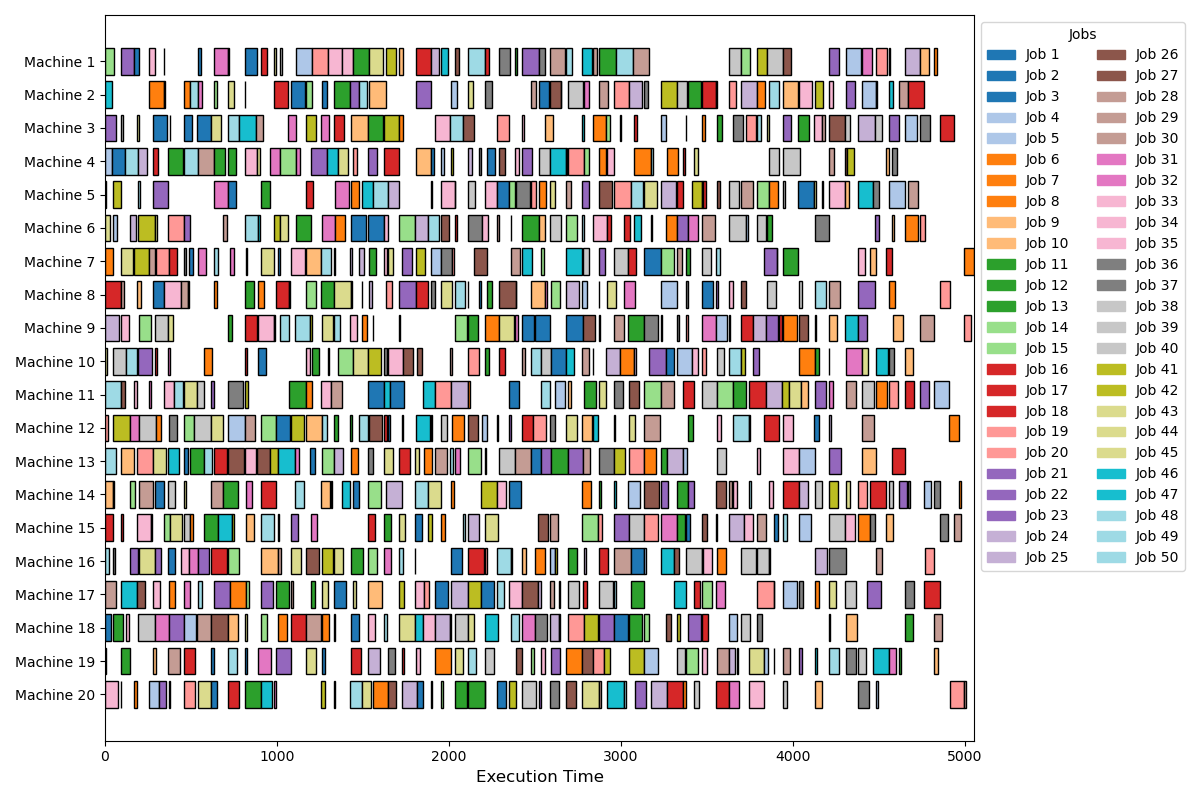 Machine 1
Machine 2
Machine 3
Machine 4
Machine 5
Machine 6
Machine 7
Machine 8
Machine 9
Machine 10
Machine 11
Machine 12
Machine 13
Machine 14
Machine 15
Machine 16
Machine 17
Machine 18
Machine 19
Machine 20
0 1000 2000 3000 4000 5000
Execution Time
Jobs
Job 1 Job 26
Job 2 Job 27
Job 3 Job 28
Job 4 Job 29
Job 5 Job 30
Job 6 Job 31
Job 7 Job 32
Job 8 Job 33
Job 9 Job 34
Job 10 Job 35
Job 11 Job 36
Job 12 Job 37
Job 13 Job 38
Job 14 Job 39
Job 15 Job 40
Job 16 Job 41
Job 17 Job 42
Job 18 Job 43
Job 19 Job 44
Job 20 Job 45
Job 21 Job 46
Job 22 Job 47
Job 23 Job 48
Job 24 Job 49
Job 25 Job 50